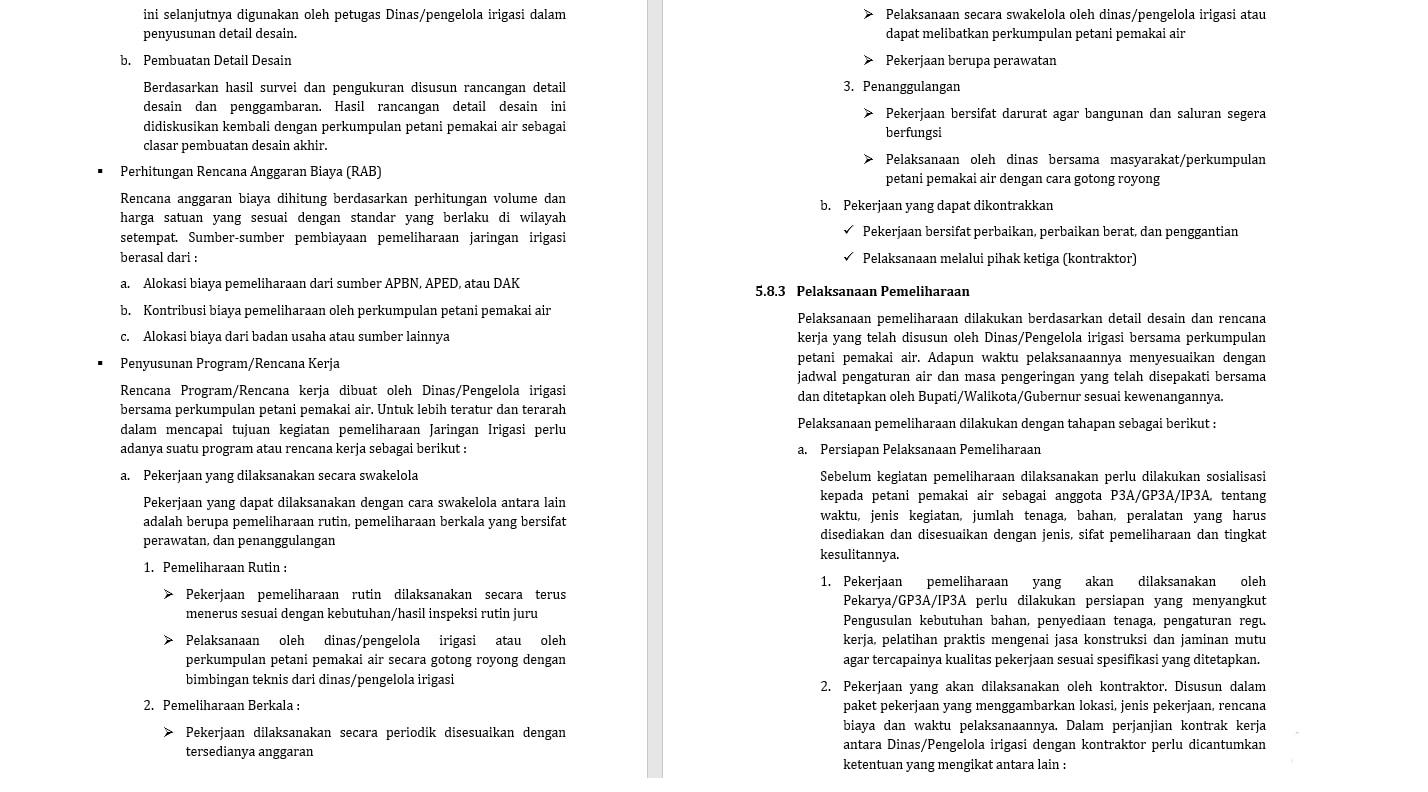 ini selanjutnya digunakan oleh petugas Dinas/pengelola irigasi dalam
penyusunan detail desain.
b. Pembuatan Detail Desain
Berdasarkan hasil survei dan pengukuran disusun rancangan detail
desain dan penggambaran. Hasil rancangan detail desain ini
didiskusikan kembali dengan perkumpulan petani pemakai air sebagai
clasar pembuatan desain akhir.
▪ Perhitungan Rencana Anggaran Biaya (RAB)
Rencana anggaran biaya dihitung berdasarkan perhitungan volume dan
harga satuan yang sesuai dengan standar yang berlaku di wilayah
setempat. Sumber-sumber pembiayaan pemeliharaan jaringan irigasi
berasal dari :
a. Alokasi biaya pemeliharaan dari sumber APBN, APED, atau DAK
b. Kontribusi biaya pemeliharaan oleh perkumpulan petani pemakai air
c. Alokasi biaya dari badan usaha atau sumber lainnya
▪ Penyusunan Program/Rencana Kerja
Rencana Program/Rencana kerja dibuat oleh Dinas/Pengelola irigasi
bersama perkumpulan petani pemakai air. Untuk lebih teratur dan terarah
dalam mencapai tujuan kegiatan pemeliharaan Jaringan Irigasi perlu
adanya suatu program atau rencana kerja sebagai berikut :
a. Pekerjaan yang dilaksanakan secara swakelola
Pekerjaan yang dapat dilaksanakan dengan cara swakelola antara lain
adalah berupa pemeliharaan rutin, pemeliharaan berkala yang bersifat
perawatan, dan penanggulangan
1. Pemeliharaan Rutin :
➢ Pekerjaan pemeliharaan rutin dilaksanakan secara terus
menerus sesuai dengan kebutuhan/hasil inspeksi rutin juru
➢ Pelaksanaan oleh dinas/pengelola irigasi atau oleh
perkumpulan petani pemakai air secara gotong royong dengan
bimbingan teknis dari dinas/pengelola irigasi
2. Pemeliharaan Berkala :
➢ Pekerjaan dilaksanakan secara periodik disesuaikan dengan
tersedianya anggaran
➢ Pelaksanaan secara swakelola oleh dinas/pengelola irigasi atau
dapat melibatkan perkumpulan petani pemakai air
➢ Pekerjaan berupa perawatan
3. Penanggulangan
➢ Pekerjaan bersifat darurat agar bangunan dan saluran segera
berfungsi
➢ Pelaksanaan oleh dinas bersama masyarakat/perkumpulan
petani pemakai air dengan cara gotong royong
b. Pekerjaan yang dapat dikontrakkan
✓ Pekerjaan bersifat perbaikan, perbaikan berat, dan penggantian
✓ Pelaksanaan melalui pihak ketiga (kontraktor)
5.8.3 Pelaksanaan Pemeliharaan
Pelaksanaan pemeliharaan dilakukan berdasarkan detail desain dan rencana
kerja yang telah disusun oleh Dinas/Pengelola irigasi bersama perkumpulan
petani pemakai air. Adapun waktu pelaksanaannya menyesuaikan dengan
jadwal pengaturan air dan masa pengeringan yang telah disepakati bersama
dan ditetapkan oleh Bupati/Walikota/Gubernur sesuai kewenangannya.
Pelaksanaan pemeliharaan dilakukan dengan tahapan sebagai berikut :
a. Persiapan Pelaksanaan Pemeliharaan
Sebelum kegiatan pemeliharaan dilaksanakan perlu dilakukan sosialisasi
kepada petani pemakai air sebagai anggota P3A/GP3A/IP3A, tentang
waktu, jenis kegiatan, jumlah tenaga, bahan, peralatan yang harus
disediakan dan disesuaikan dengan jenis, sifat pemeliharaan dan tingkat
kesulitannya.
1. Pekerjaan pemeliharaan yang akan dilaksanakan oleh
Pekarya/GP3A/IP3A perlu dilakukan persiapan yang menyangkut
Pengusulan kebutuhan bahan, penyediaan tenaga, pengaturan
kerja, pelatihan praktis mengenai jasa konstruksi dan jaminan mutu
agar tercapainya kualitas pekerjaan sesuai spesifikasi yang ditetapkan.
2. Pekerjaan yang akan dilaksanakan oleh kontraktor. Disusun dalam
paket pekerjaan yang menggambarkan lokasi, jenis pekerjaan, rencana
biaya dan waktu pelaksanaannya. Dalam perjanjian kontrak kerja
antara Dinas/Pengelola irigasi dengan kontraktor perlu dicantumkan
ketentuan yang mengikat antara lain :